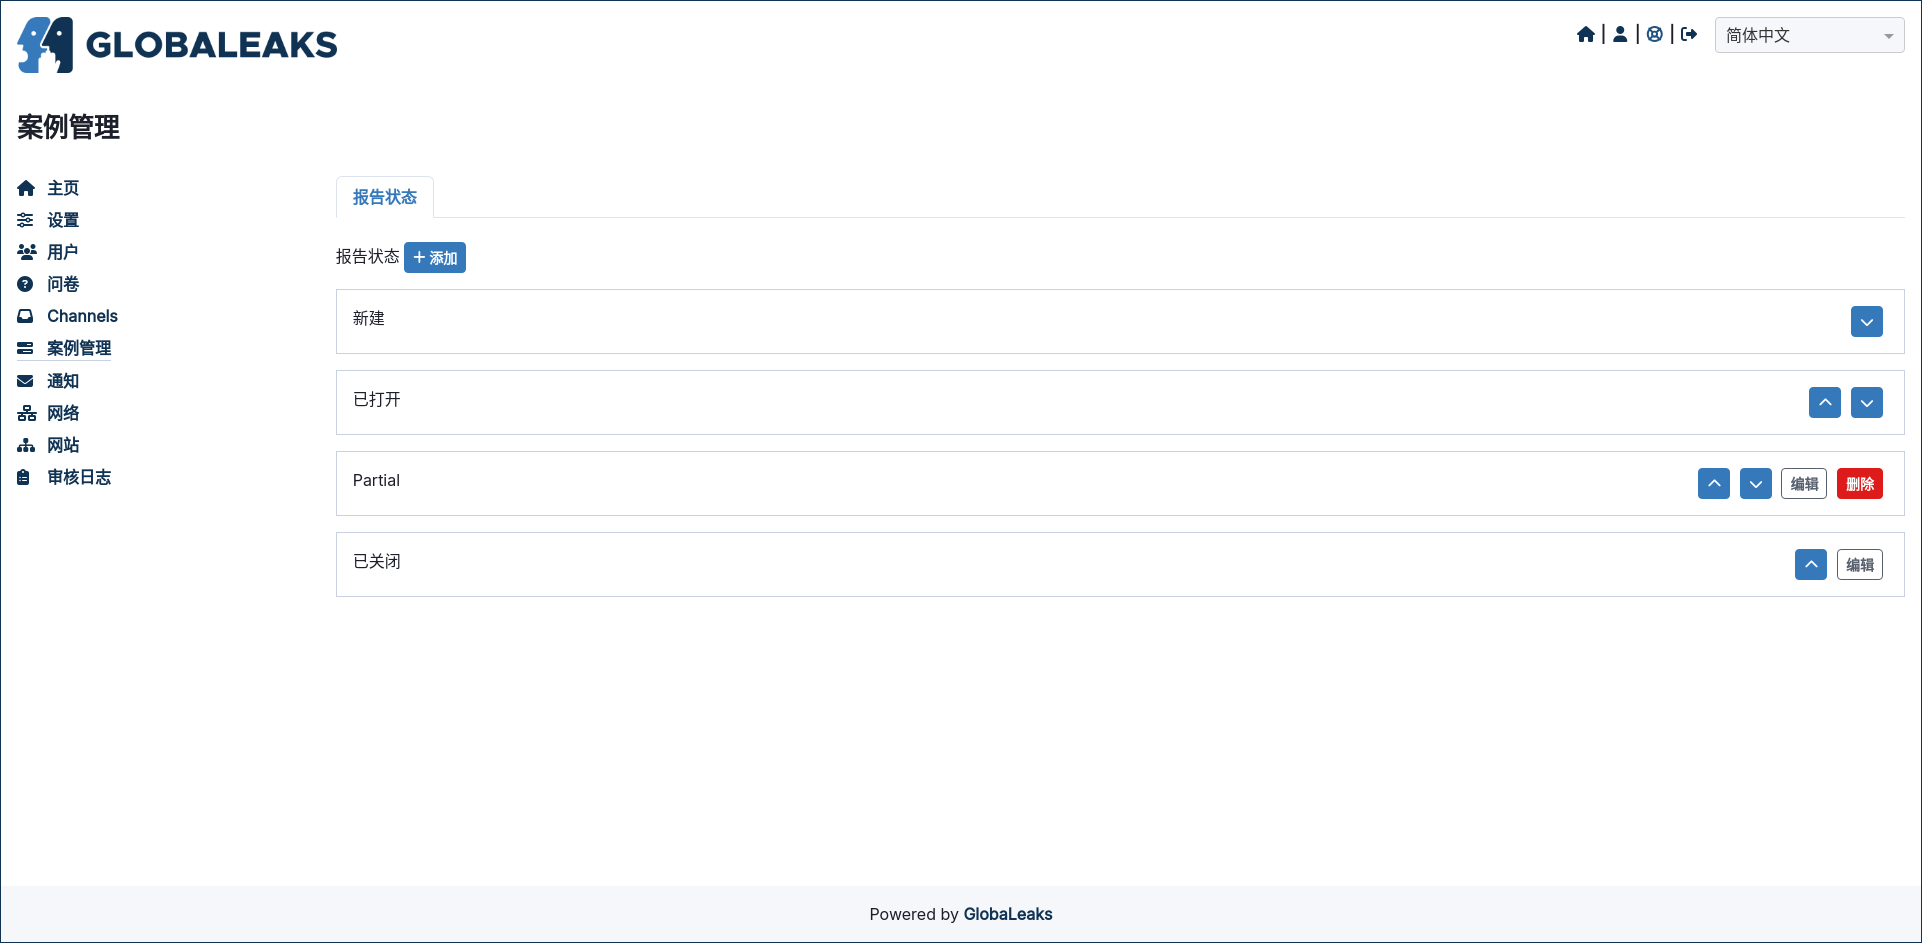 GLOBALEAKS
简体中文
案例管理
主页
设置
用户
问卷
Channels
案例管理
通知
网络
网站
审核日志
报告状态
报告状态 添加
新建
已打开
Partial 编辑 删除
已关闭 编辑
Powered by GlobaLeaks